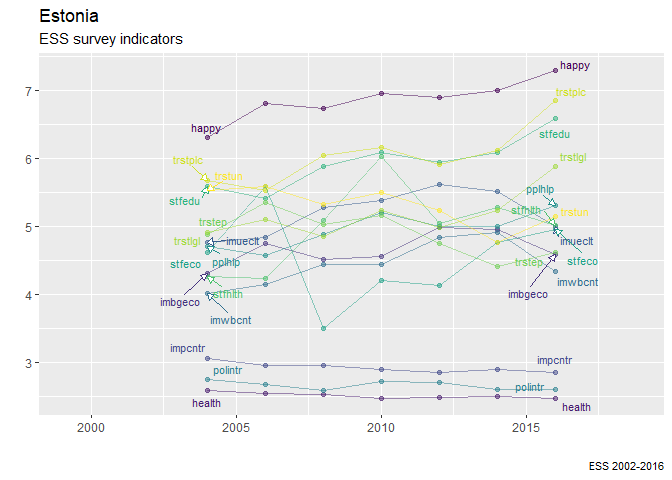 Estonia
ESS survey indicators
happy
happy
trstplc
stfedu
trstplc
trstun
trstlgl
stfedu
pplhlp
trstep
stfhlth
trstun
trstlgl
imueclt
imueclt
stfeco
pplhlp
trstep
stfeco
stfhlth
imbgeco
imbgeco
imwbcnt
imwbcnt
impcntr
impcntr
polintr
polintr
health
health
7
6
5
4
3
2000
2005
2010
2015
ESS 2002-2016